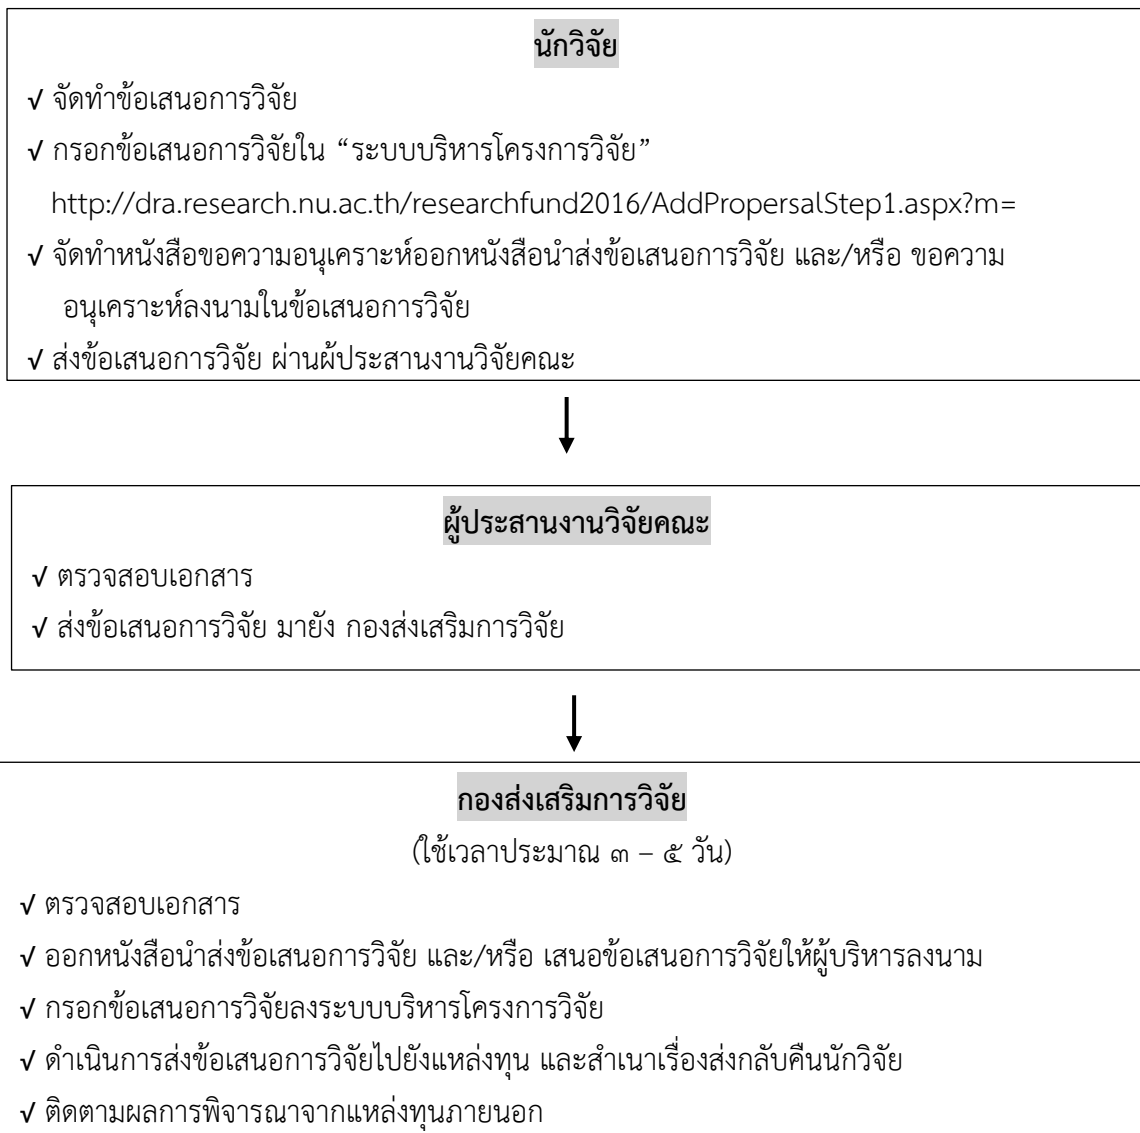 นักวิจัย
√ จัดทำข้อเสนอการวิจัย
√ กรอกข้อเสนอการวิจัยใน “ระบบบริหารโครงการวิจัย”
http://dra.research.nu.ac.th/researchfund2016/AddPropersalStep1.aspx?m=
√ จัดทำหนังสือขอความอนุเคราะห์ออกหนังสือนำส่งข้อเสนอการวิจัย และ/หรือ ขอความ
อนุเคราะห์ลงนามในข้อเสนอการวิจัย
√ ส่งข้อเสนอการวิจัย ผ่านผู้ประสานงานวิจัยคณะ
ผู้ประสานงานวิจัยคณะ
√ ตรวจสอบเอกสาร
√ ส่งข้อเสนอการวิจัย มายัง กองส่งเสริมการวิจัย
กองส่งเสริมการวิจัย
(ใช้เวลาประมาณ ๓ – ๕ วัน)
√ ตรวจสอบเอกสาร
√ ออกหนังสือนำส่งข้อเสนอการวิจัย และ/หรือ เสนอข้อเสนอการวิจัยให้ผู้บริหารลงนาม
√ กรอกข้อเสนอการวิจัยลงระบบบริหารโครงการวิจัย
√ ดำเนินการส่งข้อเสนอการวิจัยไปยังแหล่งทุน และสำเนาเรื่องส่งกลับคืนนักวิจัย
√ ติดตามผลการพิจารณาจากแหล่งทุนภายนอก